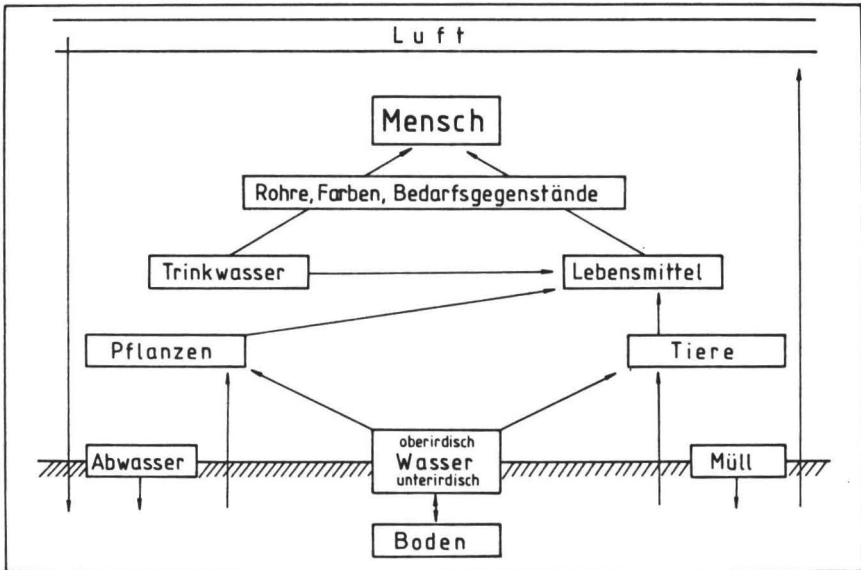 Luft
Mensch
Rohre, Farben, Bedarfsgegenstände
Trinkwasser
Lebensmittel
Pflanzen
Tiere
oberirdisch
Abwasser
Wasser
Müll
unterirdisch
Boden